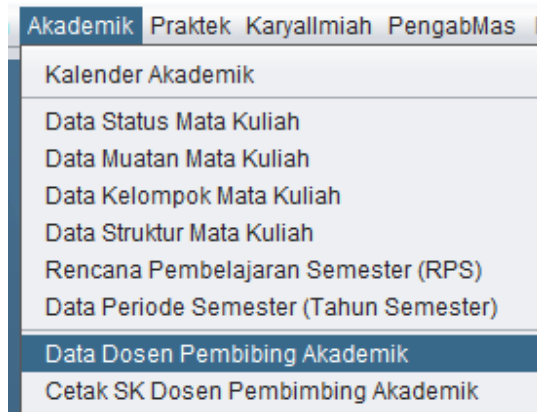 Akademik Praktek KaryaIlmiah PengabMas
Kalender Akademik
Data Status Mata Kuliah
Data Muatan Mata Kuliah
Data Kelompok Mata Kuliah
Data Struktur Mata Kuliah
Rencana Pembelajaran Semester (RPS)
Data Periode Semester (Tahun Semester)
Data Dosen Pembibing Akademik
Cetak SK Dosen Pembimbing Akademik